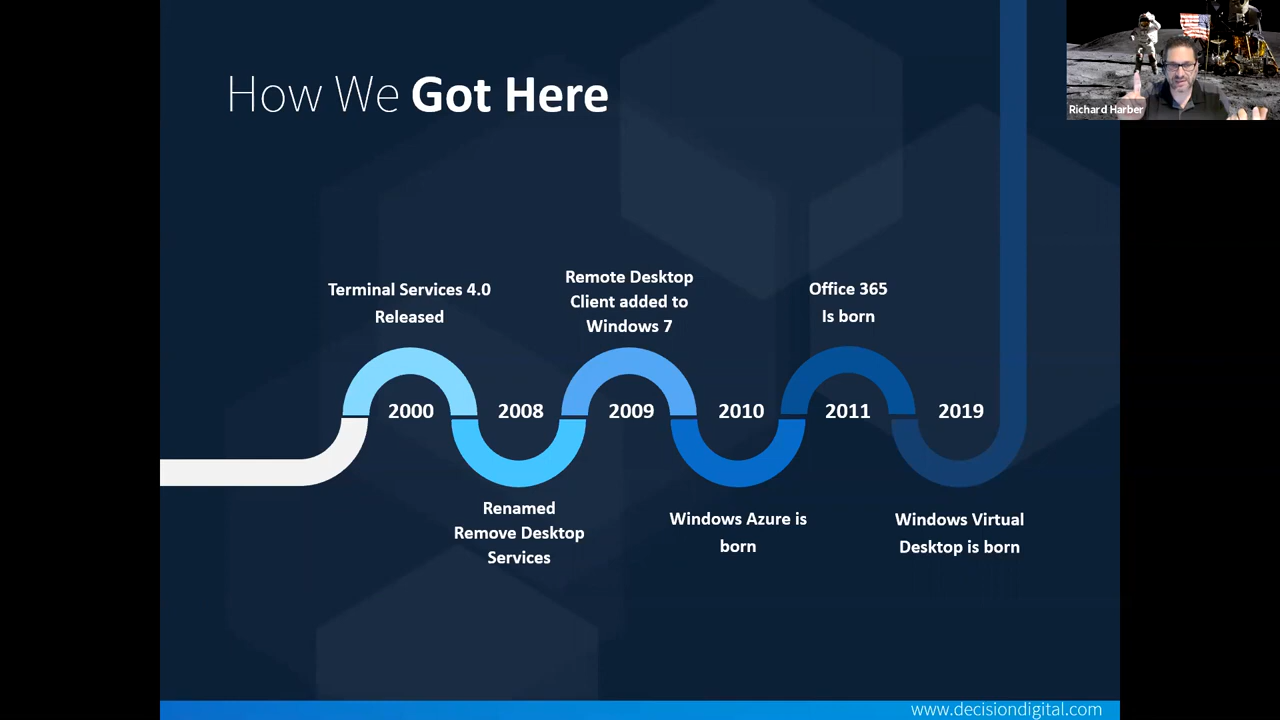 How We Got Here
Richard Harber
Terminal Services 4.0
Released
Remote Desktop
Client added to
Windows 7
Office 365
Is born
2000
2008
2009
2010
2011
2019
Renamed
Remove Desktop
Services
Windows Azure is
born
Windows Virtual
Desktop is born
www.decisiondigital.com